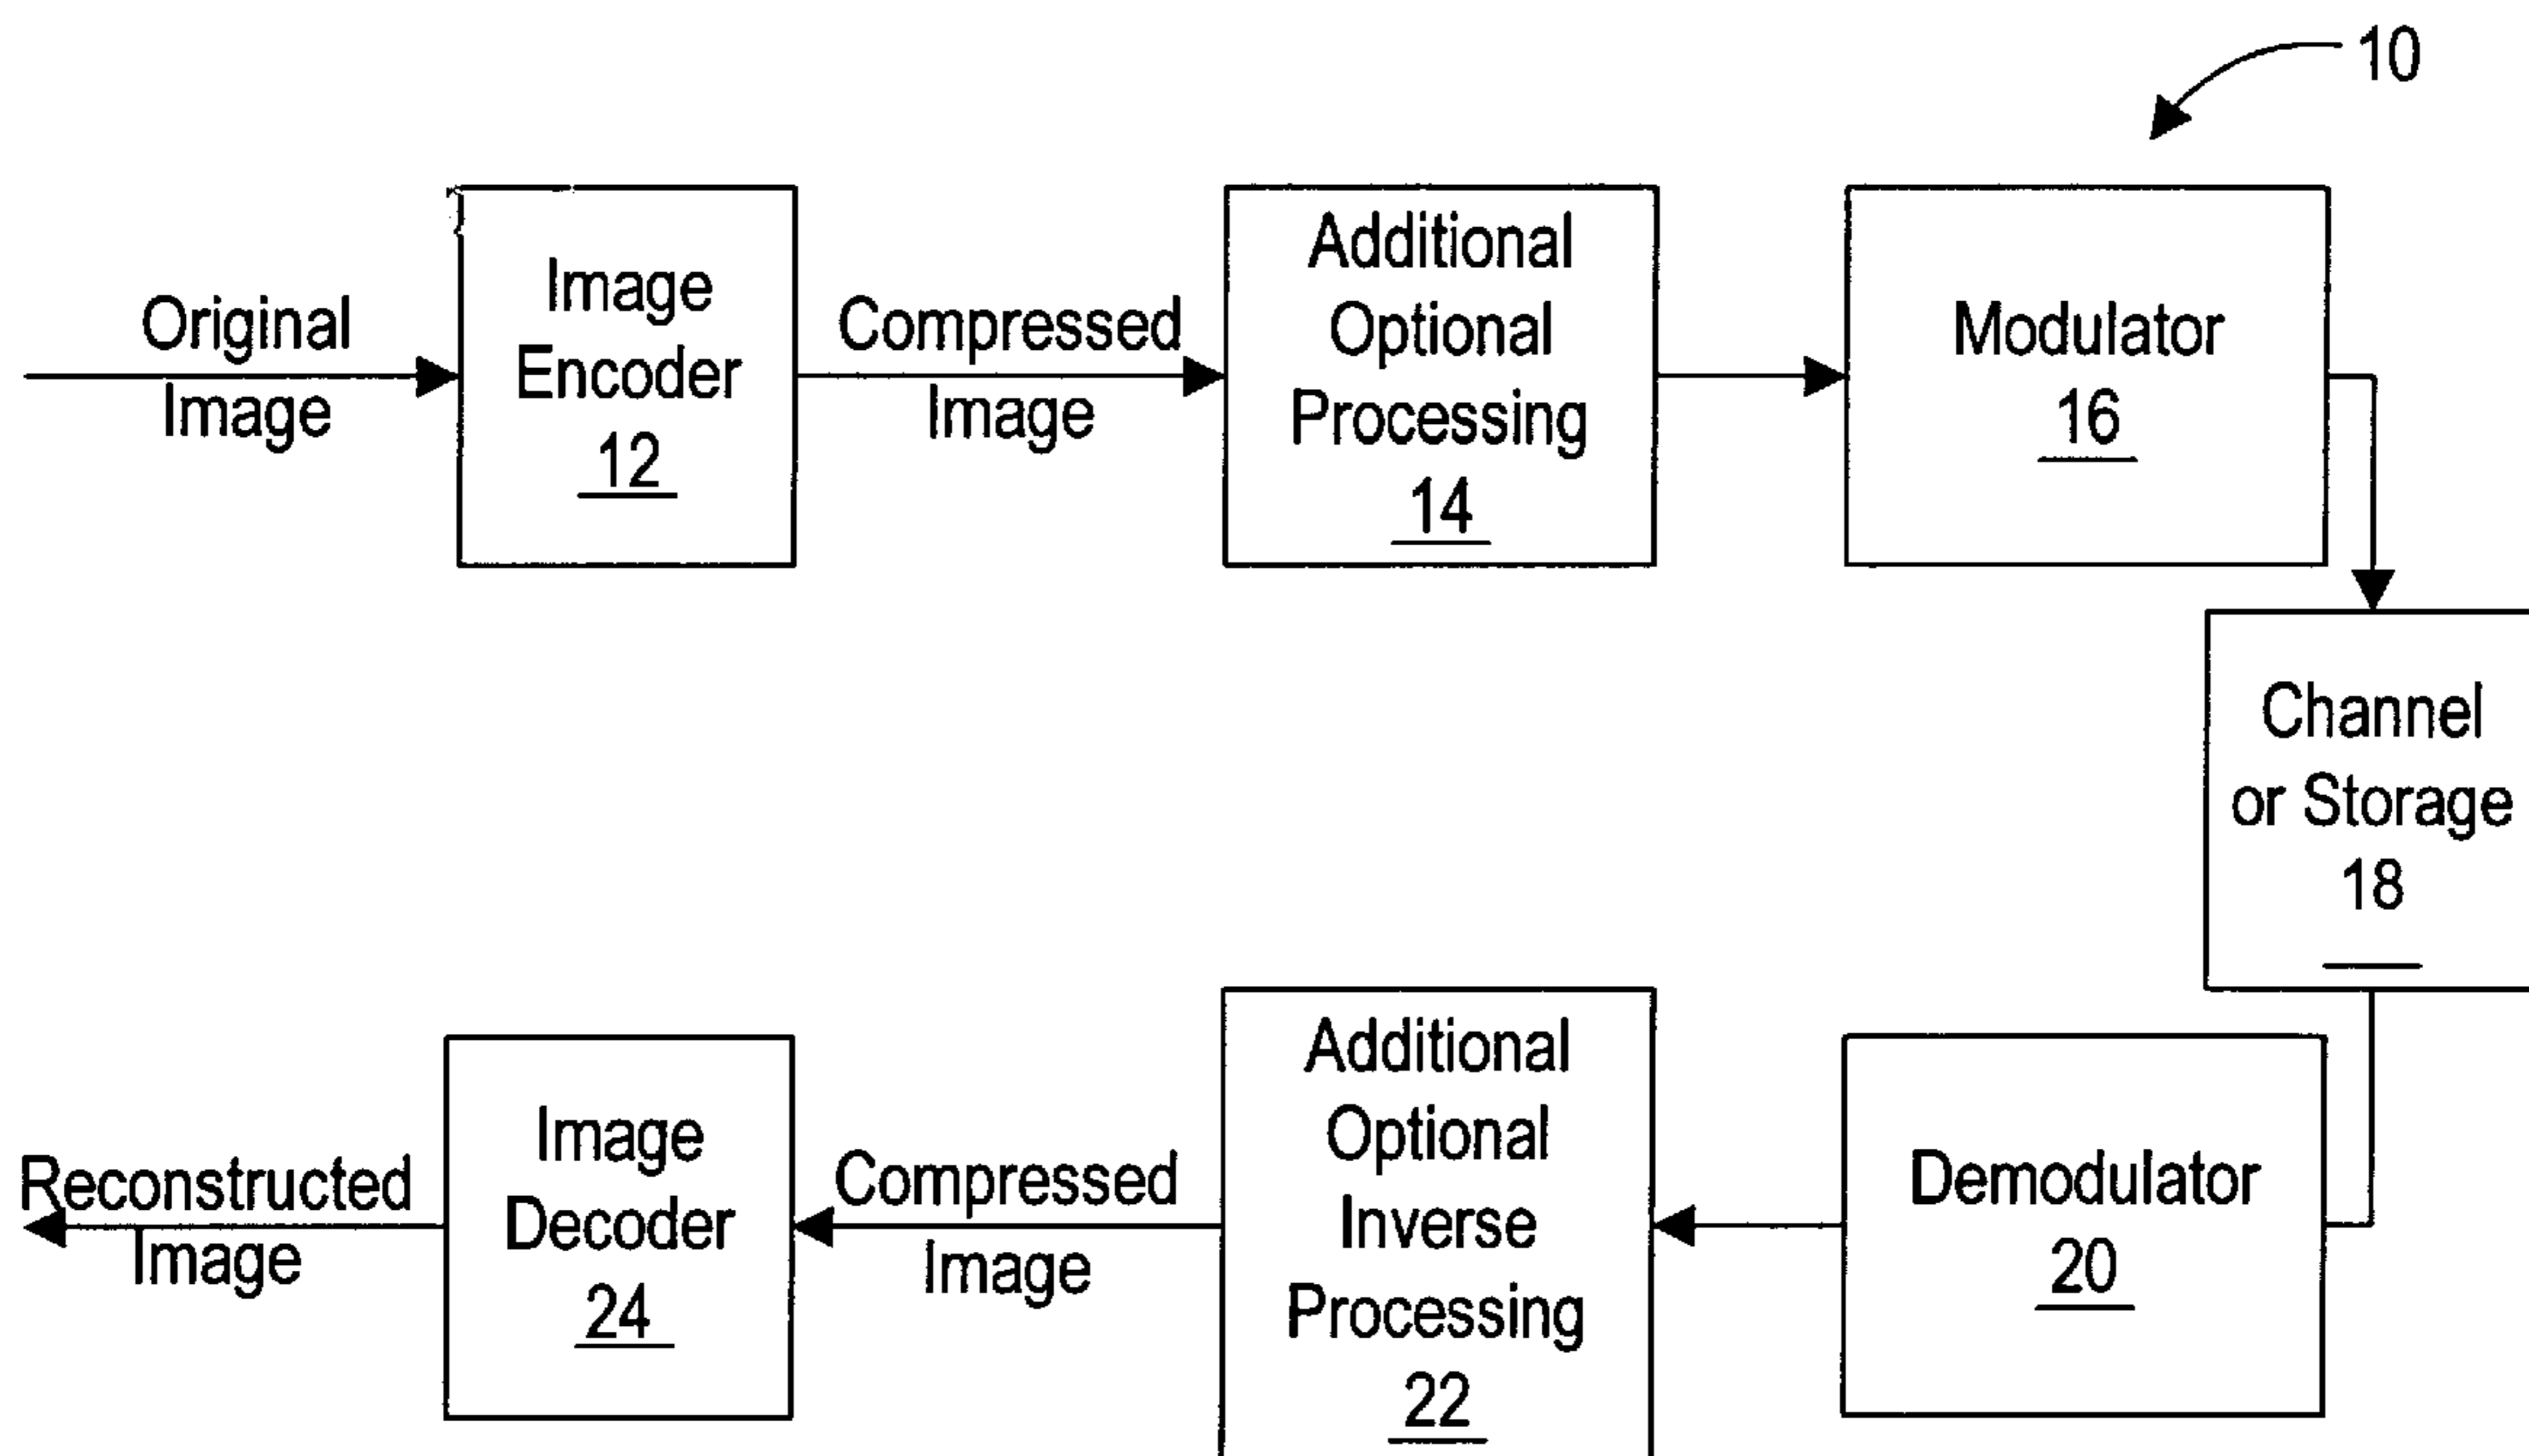 10
Original
Image
Image
Encoder
12
Compressed
Image
Additional
Optional
Processing
14
Modulator
16
Channel
or Storage
18
Demodulator
20
Additional
Optional
Inverse
Processing
22
Compressed
Image
Image
Decoder
24
Reconstructed
Image